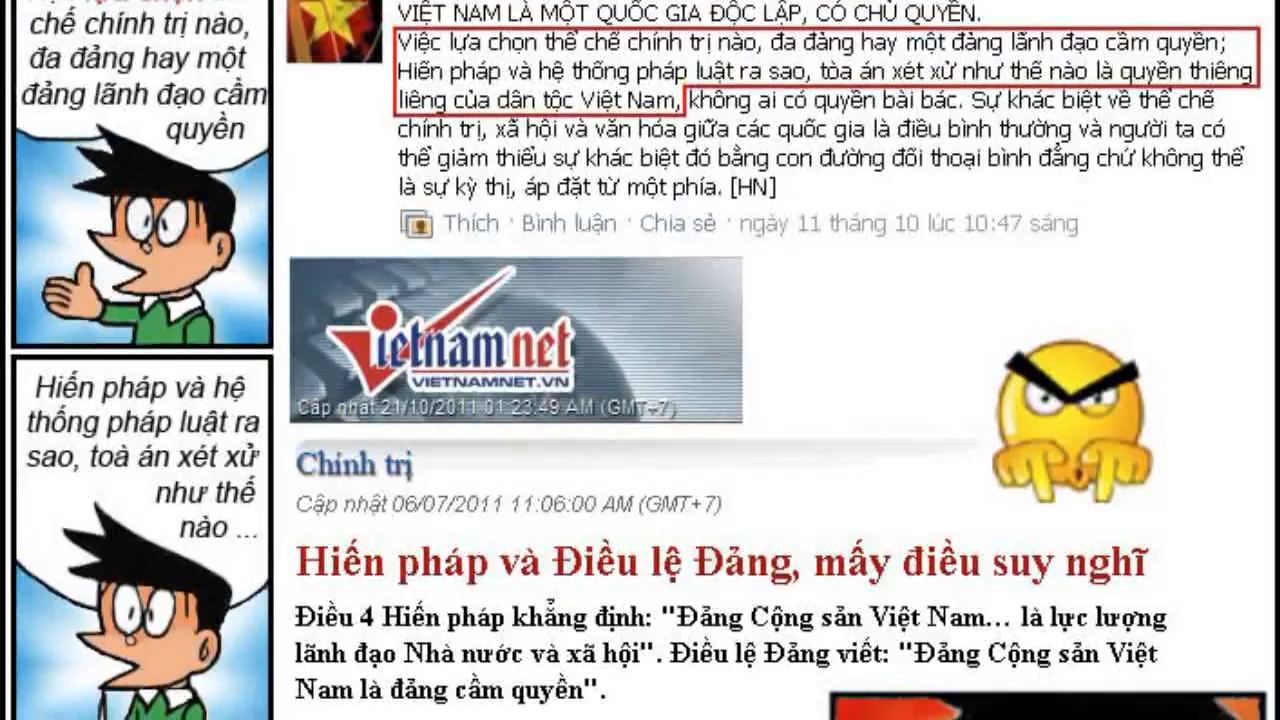 chế chính trị nào,
đa đảng hay một
đảng lãnh đạo cầm
quyền
Hiến pháp và hệ
thống pháp luật ra
sao, toà án xét xử
như thế
nào ...
VIỆT NAM LÀ MỘT QUỐC GIA ĐỘC LẬP, CÓ CHỦ QUYỀN.
Việc lựa chọn thể chế chính trị nào, đa đảng hay một đảng lãnh đạo cầm quyền;
Hiến pháp và hệ thống pháp luật ra sao, tòa án xét xử như thế nào là quyền thiêng
liêng của dân tộc Việt Nam, không ai có quyền bài bác. Sự khác biệt về thể chế
chính trị, xã hội và văn hóa giữa các quốc gia là điều bình thường và người ta có
thể giảm thiểu sự khác biệt đó bằng con đường đối thoại bình đẳng chứ không thể
là sự kỳ thị, áp đặt từ một phía. [HN]
Thích · Bình luận · Chia sẻ · ngày 11 tháng 10 lúc 10:47 sáng
Vietnam net
VIETNAMNET.VN
Cập nhật 21/10/2011 01:23:49 AM (GMT+7)
Chính trị
Cập nhật 06/07/2011 11:06:00 AM (GMT+7)
Hiến pháp và Điều lệ Đảng, mấy điều suy nghĩ
Điều 4 Hiến pháp khẳng định: "Đảng Cộng sản Việt Nam... là lực lượng
lãnh đạo Nhà nước và xã hội". Điều lệ Đảng viết: "Đảng Cộng sản Việt
Nam là đảng cầm quyền".